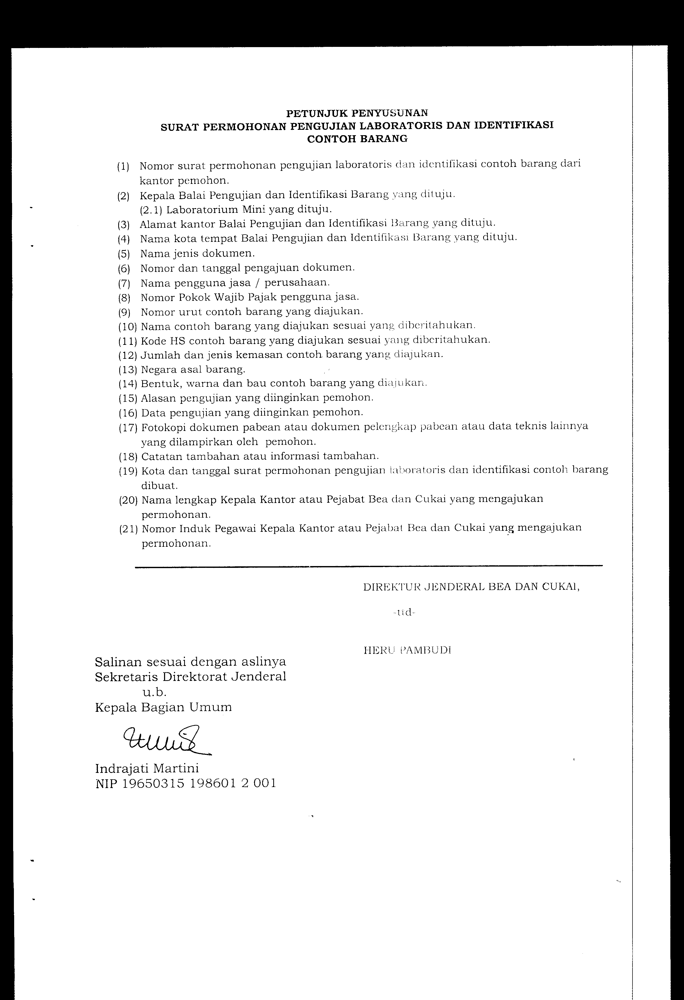 PETUNJUK PENYUSUNAN
SURAT PERMOHONAN PENGUJIAN LABORATORIS DAN IDENTIFIKASI
CONTOH BARANG
(1) Nomor surat permohonan pengujian laboratoris dan identifikasi contoh barang dari
kantor pemohon.
(2) Kepala Balai Pengujian dan Identifikasi Barang yang dituju.
(2.1) Laboratorium Mini yang dituju.
(3) Alamat kantor Balai Pengujian dan Identifikasi Barang yang dituju.
(4) Nama kota tempat Balai Pengujian dan Identifikasi Barang yang dituju.
(5) Nama jenis dokumen.
(6) Nomor dan tanggal pengajuan dokumen.
(7) Nama pengguna jasa / perusahaan.
(8) Nomor Pokok Wajib Pajak pengguna jasa.
(9) Nomor urut contoh barang yang diajukan.
(10) Nama contoh barang yang diajukan sesuai yang diberitahukan.
(11) Kode HS contoh barang yang diajukan sesuai yang diberitahukan.
(12) Jumlah dan jenis kemasan contoh barang yang diajukan.
(13) Negara asal barang.
(14) Bentuk, warna dan bau contoh barang yang diajukan.
(15) Alasan pengujian yang diinginkan pemohon.
(16) Data pengujian yang diinginkan pemohon.
(17) Fotokopi dokumen pabean atau dokumen pelengkap pabean atau data teknis lainnya
yang dilampirkan oleh pemohon.
(18) Catatan tambahan atau informasi tambahan.
(19) Kota dan tanggal surat permohonan pengujian laboratoris dan identifikasi contoh barang
dibuat.
(20) Nama lengkap Kepala Kantor atau Pejabat Bea dan Cukai yang mengajukan
permohonan.
(21) Nomor Induk Pegawai Kepala Kantor atau Pejabat Bea dan Cukai yang mengajukan
permohonan.
DIREKTUR JENDERAL BEA DAN CUKAI,
-ttd-
HERU PAMBUDI
Salinan sesuai dengan aslinya
Sekretaris Direktorat Jenderal
u.b.
Kepala Bagian Umum
Indrajati Martini
NIP 19650315 198601 2 001